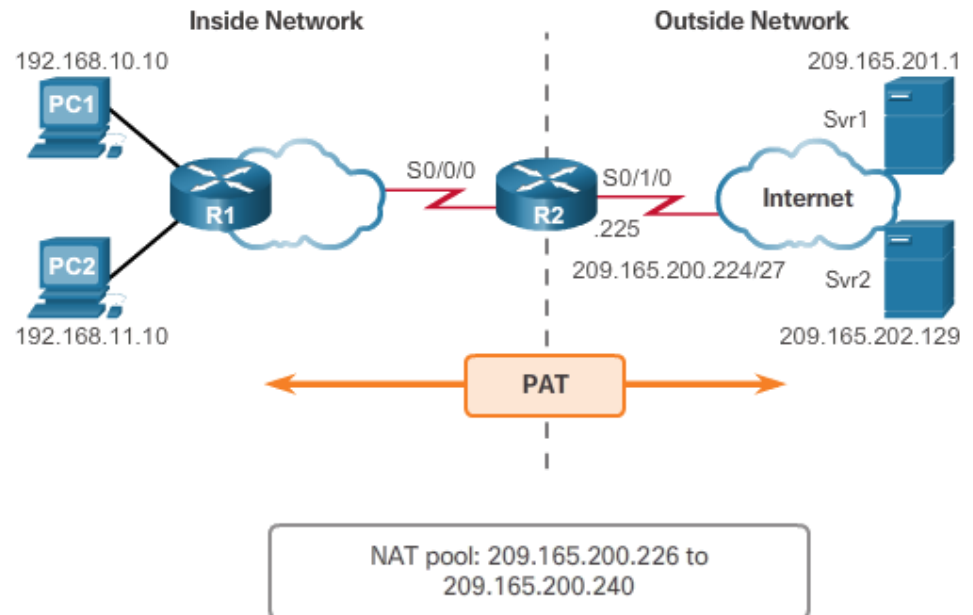 Inside Network
Outside Network
192.168.10.10
209.165.201.1
PC1
Svr1
S0/0/0
S0/1/0
R1
R2
Internet
.225
PC2
209.165.200.224/27
Svr2
192.168.11.10
209.165.202.129
PAT
NAT pool: 209.165.200.226 to
209.165.200.240